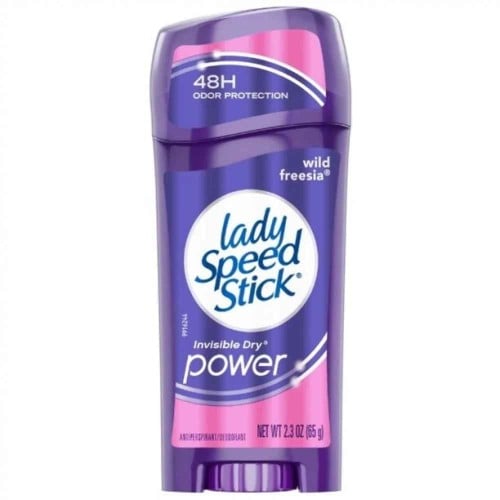 48H
ODOR PROTECTION
wild
freesia®
lady
Speed
Stick®
9916244
Invisible Dry®
power
ANTIPERSPIRANT/DEODORANT
NET WT 2.3 OZ (65 g)